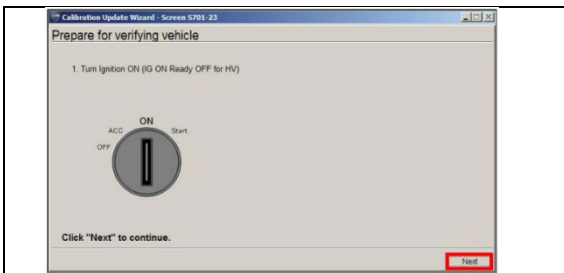 Calibration Update Wizard - Screen S701-23
Prepare for verifying vehicle
1. Turn Ignition ON (IG ON Ready OFF for HV)
ON
ACC
Start
OFF
Click "Next" to continue.
Next